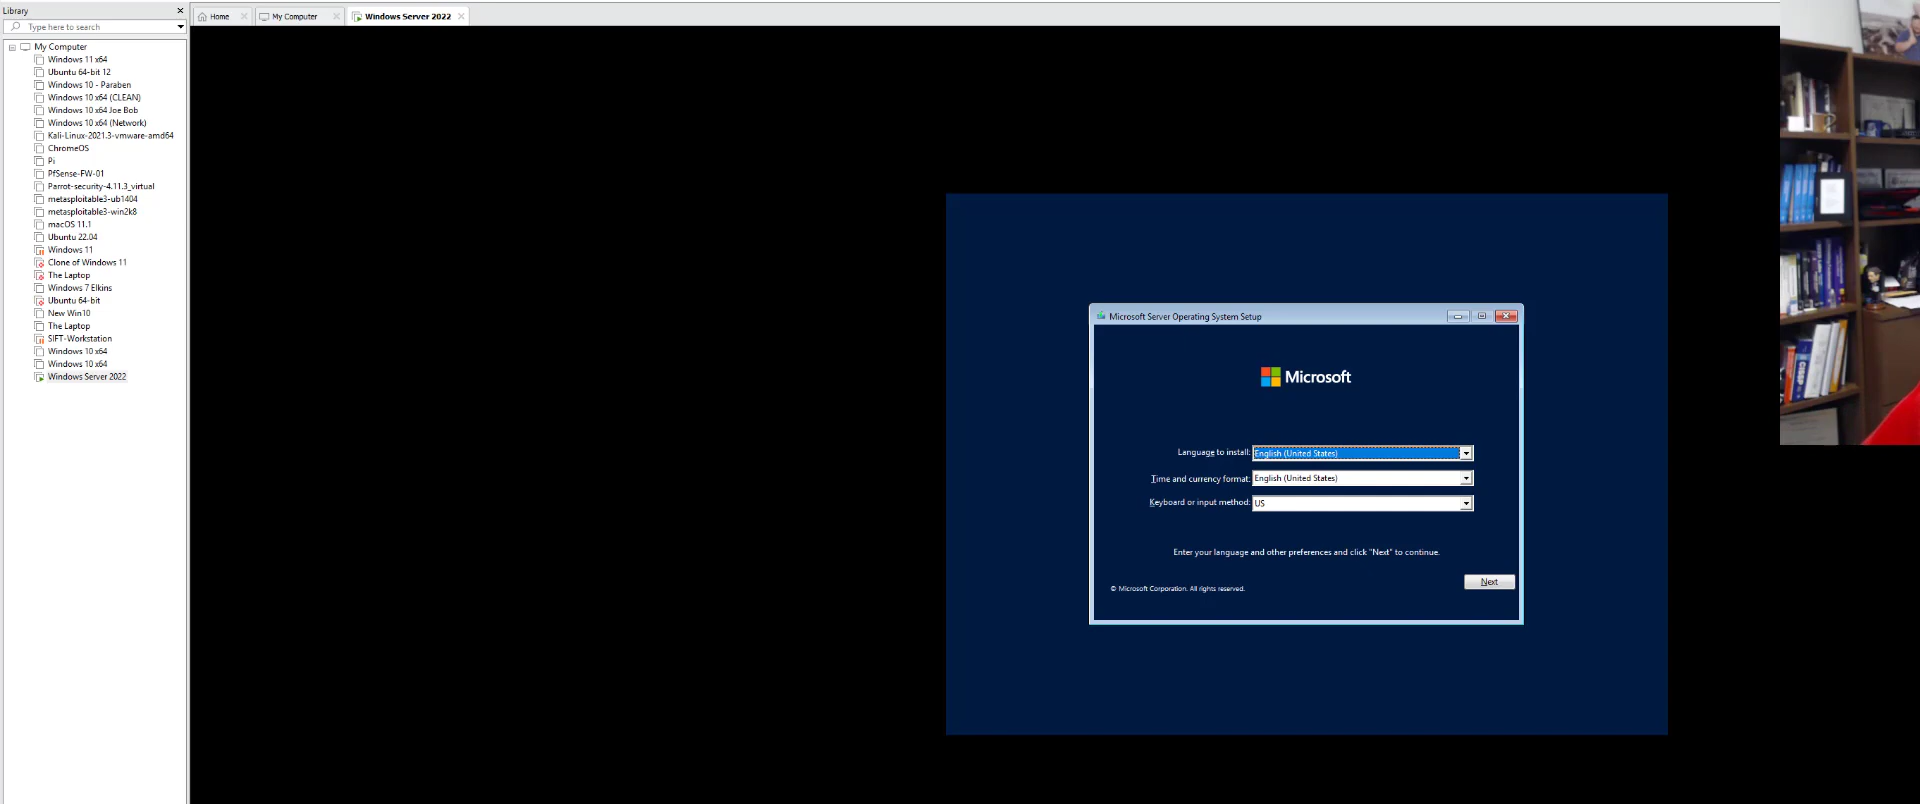 Library
Type here to search
My Computer
Windows 11 x64
Ubuntu 64-bit 12
Windows 10 - Paraben
Windows 10 x64 (CLEAN)
Windows 10 x64 Joe Bob
Windows 10 x64 (Network)
Kali-Linux-2021.3-vmware-amd64
ChromeOS
Pi
PfSense-FW-01
Parrot-security-4.11.3_virtual
metasploitable3-ub1404
metasploitable3-win2k8
macOS 11.1
Ubuntu 22.04
Windows 11
Clone of Windows 11
The Laptop
Windows 7 Elkins
Ubuntu 64-bit
New Win10
The Laptop
SIFT-Workstation
Windows 10 x64
Windows 10 x64
Windows Server 2022
Home
My Computer
Windows Server 2022
Microsoft Server Operating System Setup
Microsoft
Language to install: English (United States)
Time and currency format: English (United States)
Keyboard or input method: US
Enter your language and other preferences and click "Next" to continue.
Next
© Microsoft Corporation. All rights reserved.
CISSP